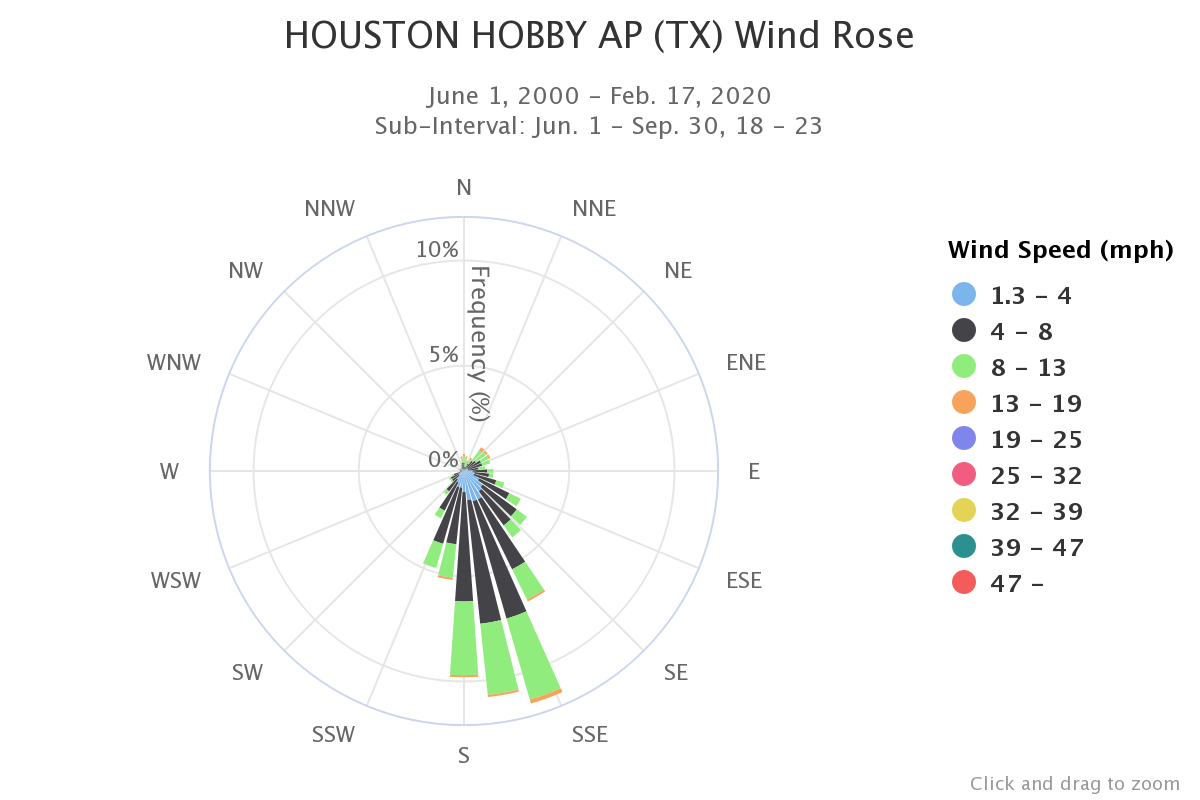 HOUSTON HOBBY AP (TX) Wind Rose
June 1, 2000 – Feb. 17, 2020
Sub–Interval: Jun. 1 – Sep. 30, 18 – 23
N
NNE
NE
ENE
E
ESE
SE
SSE
S
SSW
SW
WSW
W
WNW
NW
NNW
10%
5%
0%
Frequency (%)
Wind Speed (mph)
1.3 – 4
4 – 8
8 – 13
13 – 19
19 – 25
25 – 32
32 – 39
39 – 47
47 –
Click and drag to zoom